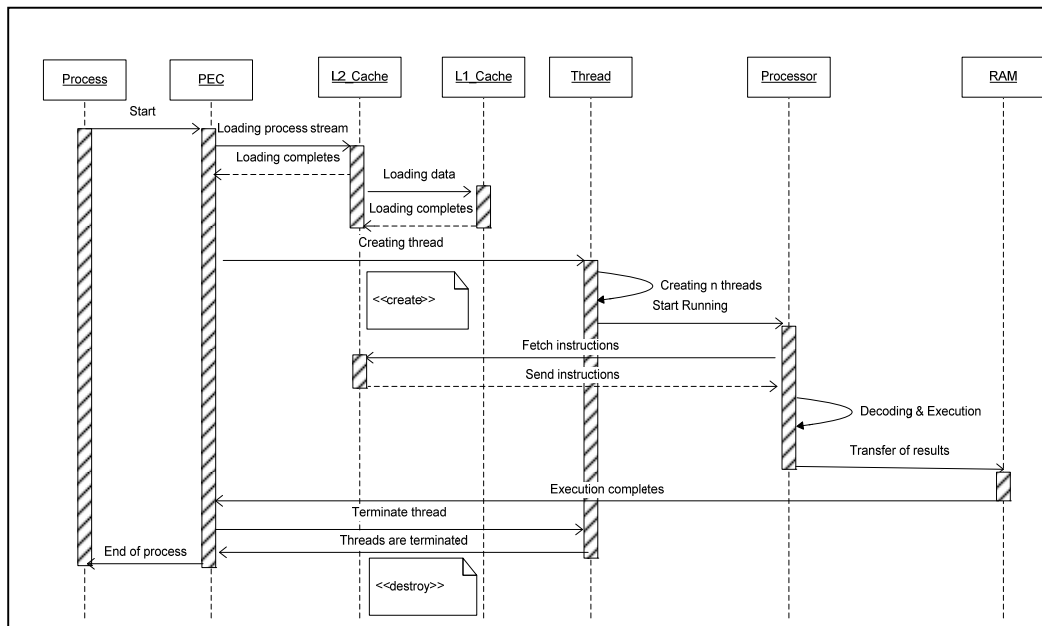 Process
PEC
L2_Cache
L1_Cache
Thread
Processor
RAM
Start
Loading process stream
Loading completes
Loading data
Loading completes
Creating thread
<<create>>
Creating n threads
Start Running
Fetch instructions
Send instructions
Decoding & Execution
Transfer of results
Execution completes
Terminate thread
Threads are terminated
End of process
<<destroy>>